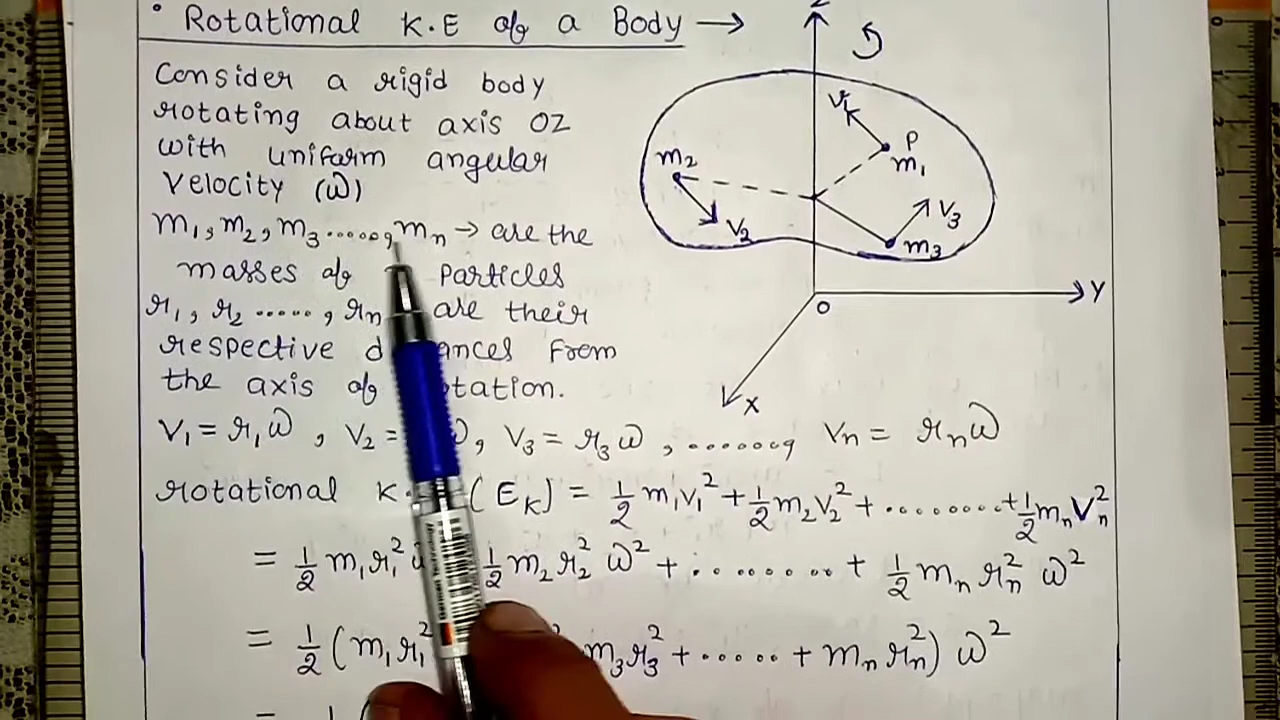 • Rotational K.E of a Body →
Consider a rigid body
rotating about axis OZ
with uniform angular
velocity (ω)
m₁, m₂, m₃ ......, mₙ → are the
masses of particles
r₁, r₂ ......, rₙ are their
respective from
the axis of
V₁ = r₁ω , V₂ = , V₃ = r₃ω , ......., Vₙ = rₙω
rotational K. (E_K) = 1/2 m₁v₁² + 1/2 m₂v₂² + ......... + 1/2 mₙVₙ²
= 1/2 m₁r₁² 1/2 m₂r₂² ω² + ........ + 1/2 mₙrₙ² ω²
= 1/2 (m₁r₁² m₃r₃² + ..... + mₙrₙ²) ω²
=
V₁
P
m₁
m₂
V₂
V₃
m₃
O
Y
X